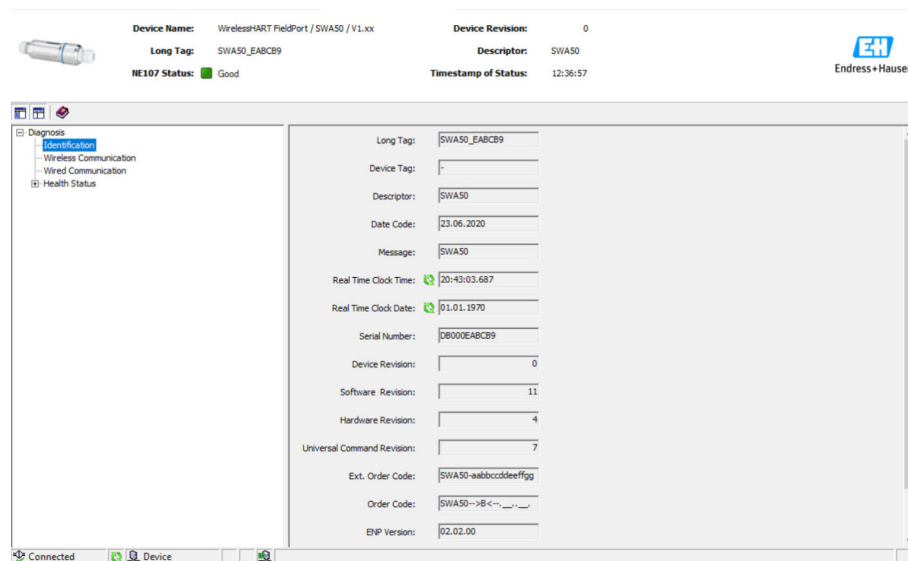 Device Name: WirelessHART FieldPort / SWA50 / V1.xx Device Revision: 0
Long Tag: SWA50_EABCB9 Descriptor: SWA50
NE107 Status: Good Timestamp of Status: 12:36:57
EH
Endress+Hauser
Diagnosis
Identification
Wireless Communication
Wired Communication
Health Status
Long Tag: SWA50_EABCB9
Device Tag: -
Descriptor: SWA50
Date Code: 23.06.2020
Message: SWA50
Real Time Clock Time: 20:43:03.687
Real Time Clock Date: 01.01.1970
Serial Number: DB000EABCB9
Device Revision: 0
Software Revision: 11
Hardware Revision: 4
Universal Command Revision: 7
Ext. Order Code: SWA50-aabbccddeeffgg
Order Code: SWA50-->B<--.__.._.
ENP Version: 02.02.00
Connected Device